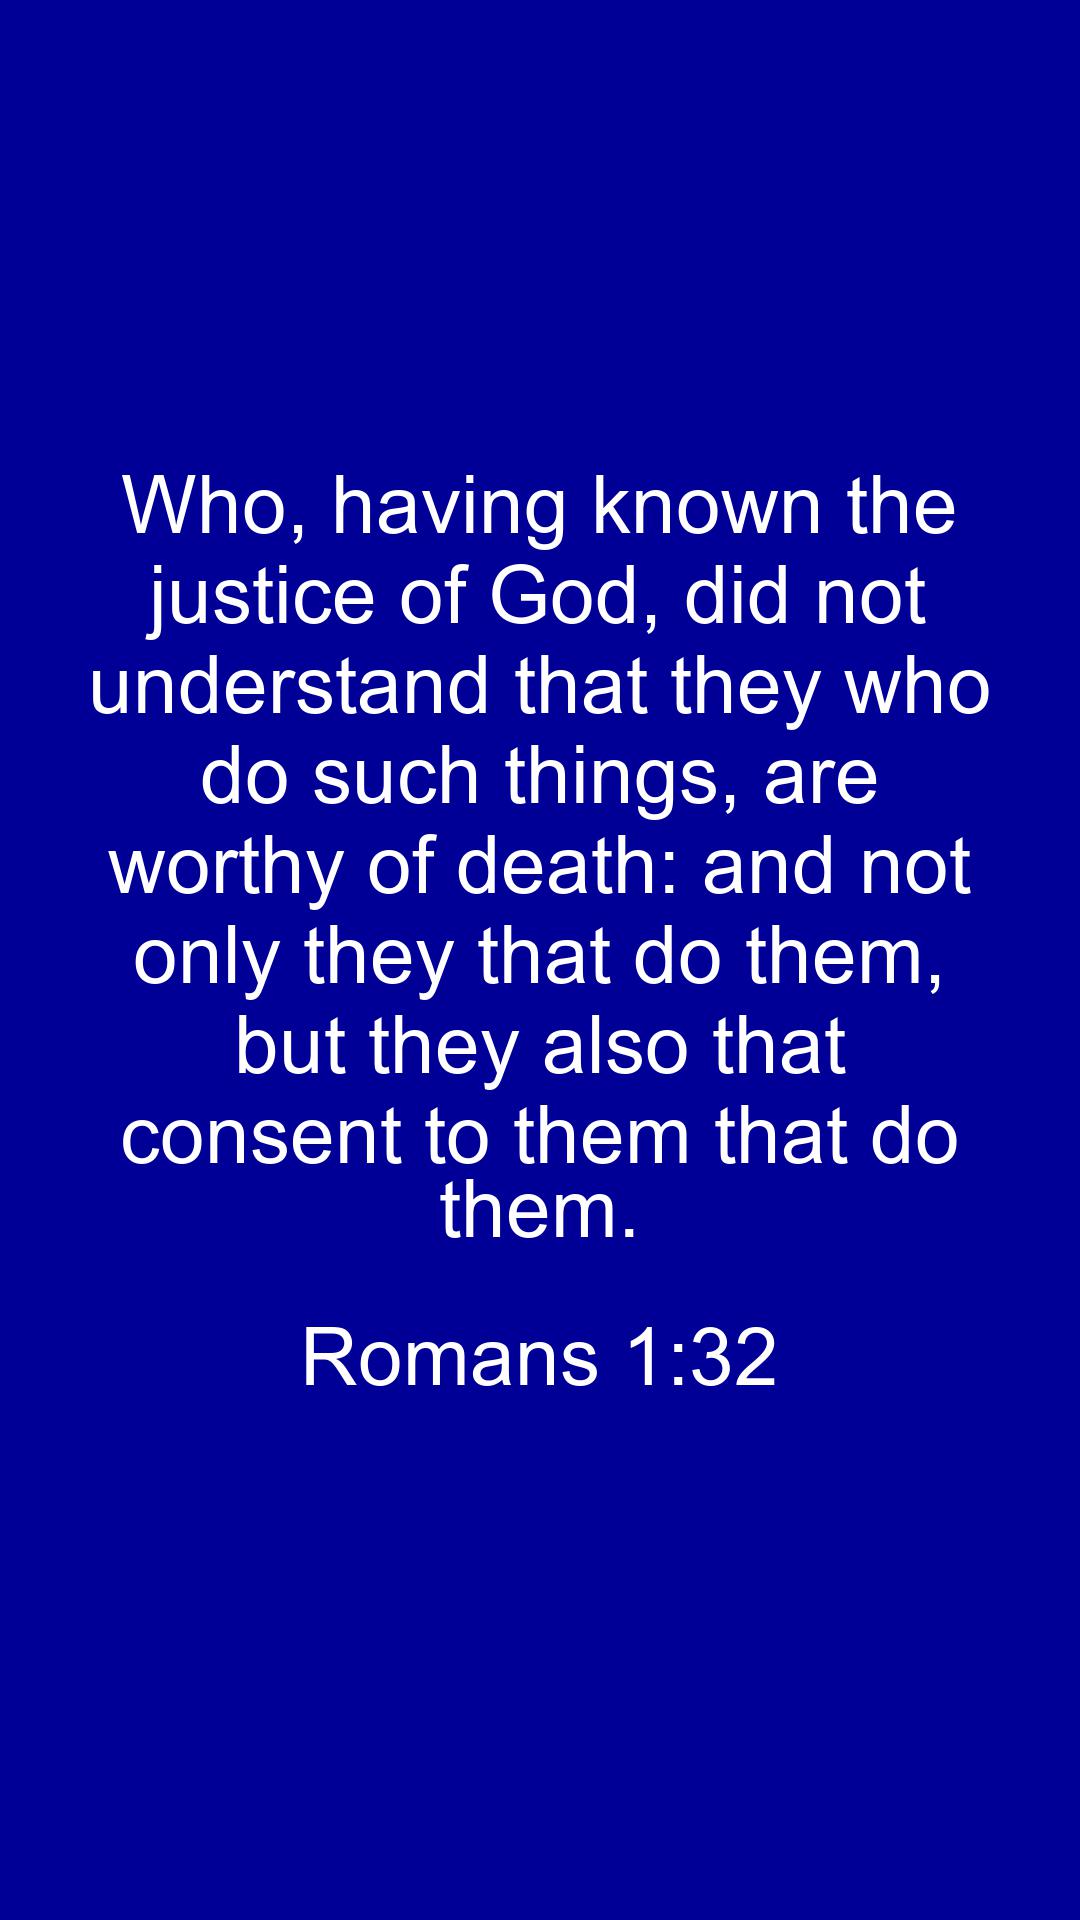 Who, having known the
justice of God, did not
understand that they who
do such things, are
worthy of death: and not
only they that do them,
but they also that
consent to them that do
them.
Romans 1:32